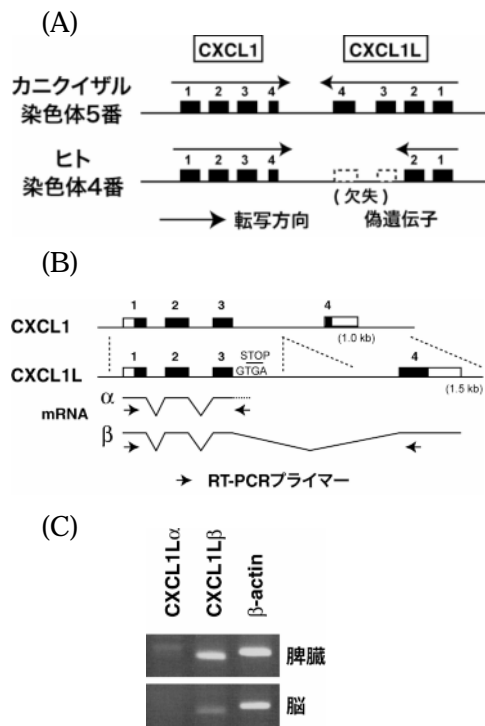 (A)
CXCL1 CXCL1L
カニクイザル
染色体5番
1 2 3 4 4 3 2 1
ヒト
染色体4番
1 2 3 4 2 1
(欠失)
転写方向 偽遺伝子
(B)
1 2 3 4
CXCL1
(1.0 kb)
1 2 3 STOP 4
CXCL1L
GTGA
(1.5 kb)
mRNA
α
β
RT-PCRプライマー
(C)
CXCL1Lα
CXCL1Lβ
β-actin
脾臓
脳